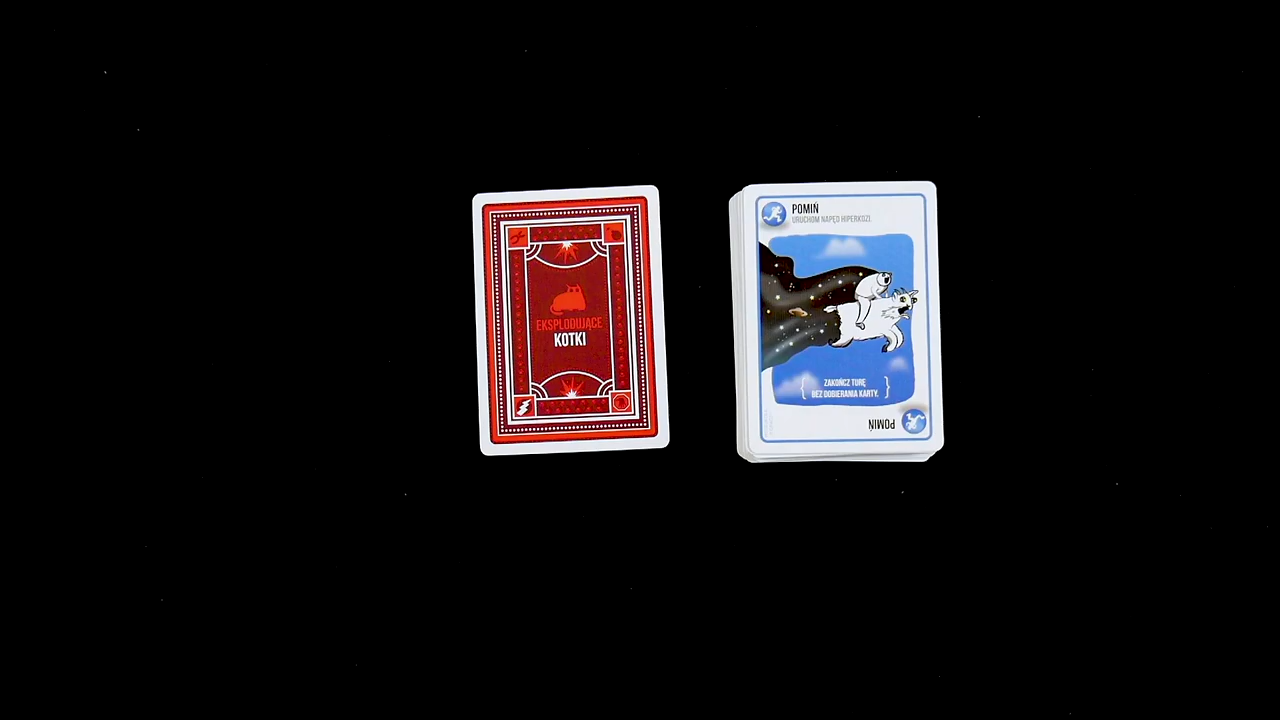 EKSPLODUJĄCE
KOTKI
POMIŃ
URUCHOM NAPĘD HIPERKOZI.
ZAKOŃCZ TURĘ
BEZ DOBIERANIA KARTY.
POMIŃ